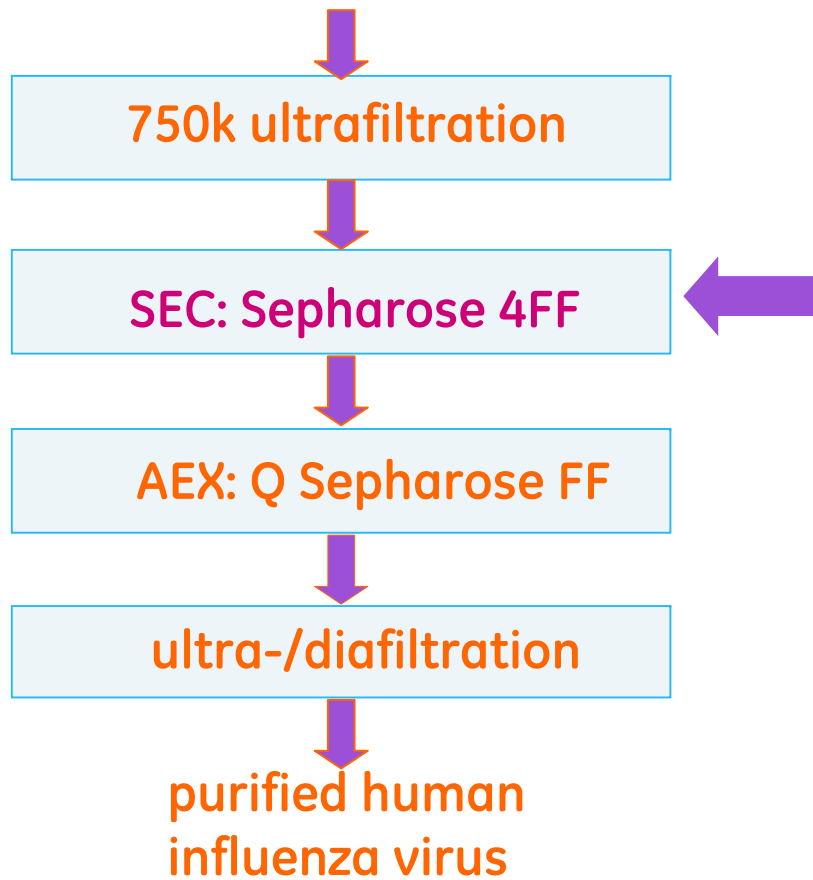 750k ultrafiltration
SEC: Sepharose 4FF
AEX: Q Sepharose FF
ultra-/diafiltration
purified human
influenza virus